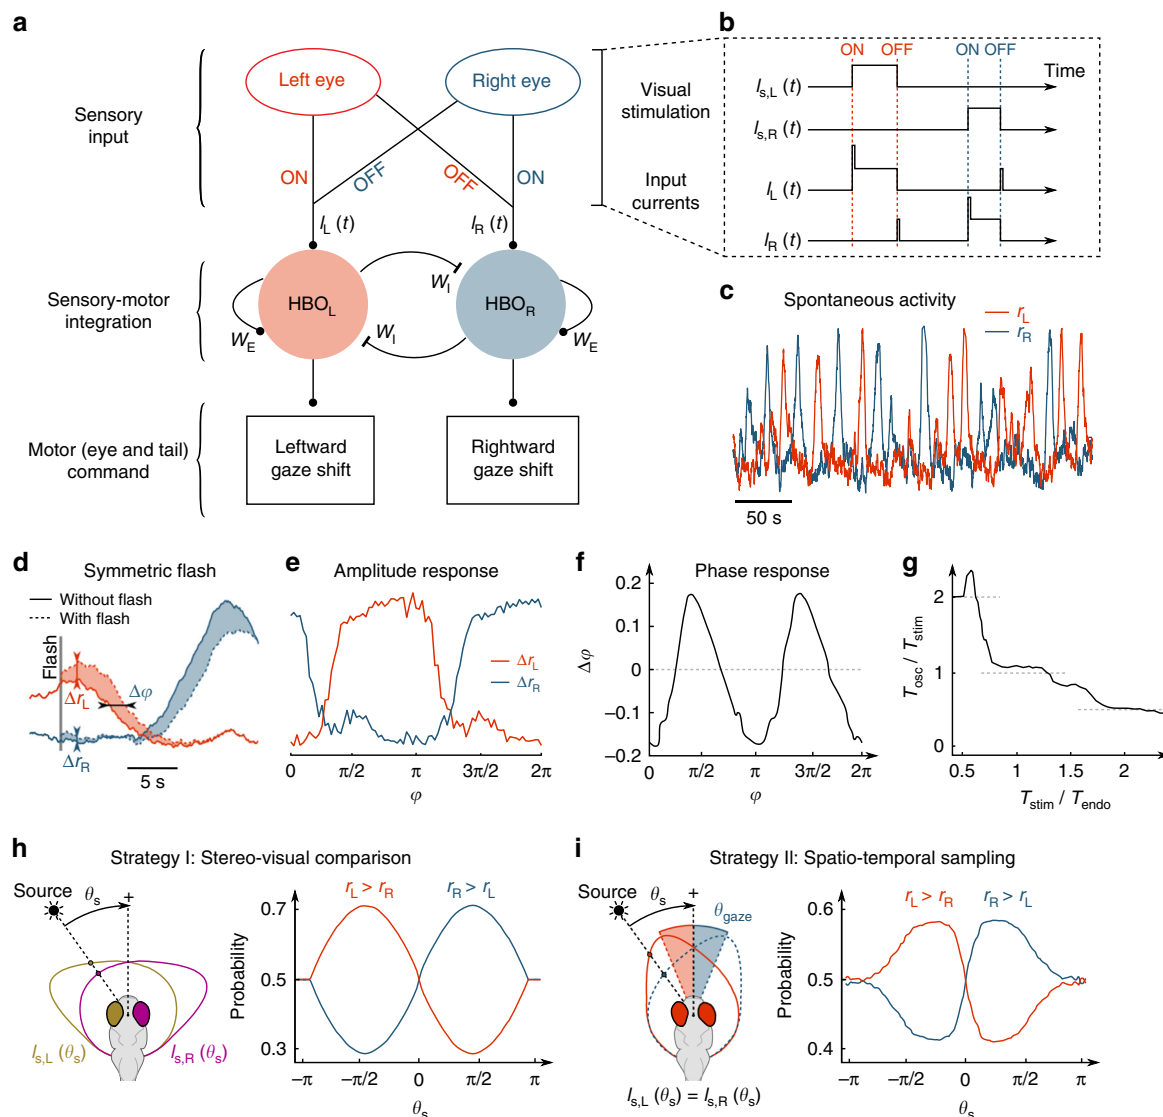 a
Sensory
input
Left eye
Right eye
ON
OFF
OFF
ON
I_L (t)
I_R (t)
Visual
stimulation
Input
currents
b
ON
OFF
ON
OFF
Time
I_s,L (t)
I_s,R (t)
I_L (t)
I_R (t)
Sensory-motor
integration
HBO_L
HBO_R
W_I
W_I
W_E
W_E
Motor (eye and tail)
command
Leftward
gaze shift
Rightward
gaze shift
c
Spontaneous activity
r_L
r_R
50 s
d
Symmetric flash
Without flash
With flash
Flash
Δr_L
Δφ
Δr_R
5 s
e
Amplitude response
Δr_L
Δr_R
0 π/2 π 3π/2 2π
φ
f
Phase response
0.2
0.1
0
−0.1
−0.2
Δφ
0 π/2 π 3π/2 2π
φ
g
T_osc / T_stim
2
1
0
0.5 1 1.5 2
T_stim / T_endo
h
Strategy I: Stereo-visual comparison
Source
θ_s
+
I_s,L (θ_s)
I_s,R (θ_s)
r_L > r_R
r_R > r_L
Probability
0.7
0.5
0.3
−π −π/2 0 π/2 π
θ_s
i
Strategy II: Spatio-temporal sampling
Source
θ_s
+
θ_gaze
I_s,L (θ_s) = I_s,R (θ_s)
r_L > r_R
r_R > r_L
Probability
0.6
0.5
0.4
−π −π/2 0 π/2 π
θ_s